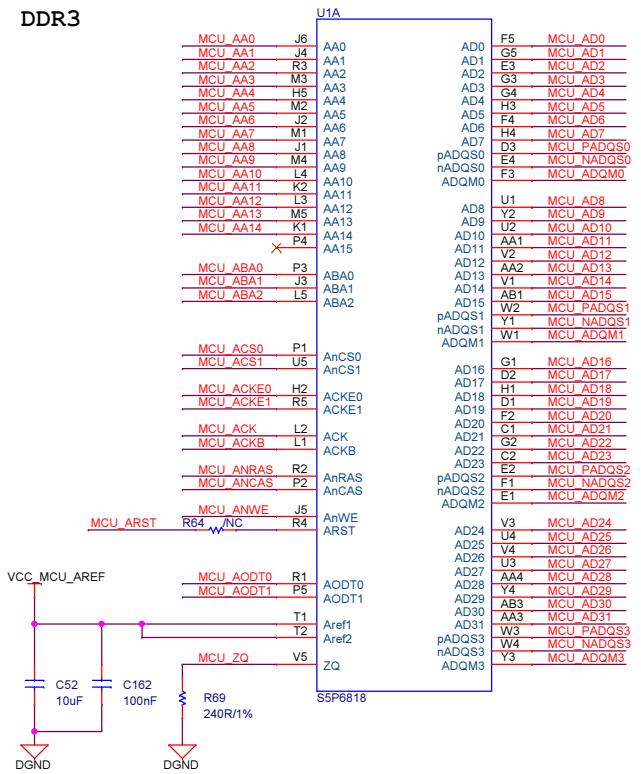 DDR3
U1A
MCU_AA0 J6 AA0 AD0 F5 MCU_AD0
MCU_AA1 J4 AA1 AD1 G5 MCU_AD1
MCU_AA2 R3 AA2 AD2 E3 MCU_AD2
MCU_AA3 M3 AA3 AD3 G3 MCU_AD3
MCU_AA4 H5 AA4 AD4 G4 MCU_AD4
MCU_AA5 M2 AA5 AD5 H3 MCU_AD5
MCU_AA6 J2 AA6 AD6 F4 MCU_AD6
MCU_AA7 M1 AA7 AD7 H4 MCU_AD7
MCU_AA8 J1 AA8 pADQS0 D3 MCU_PADQS0
MCU_AA9 M4 AA9 nADQS0 E4 MCU_NADQS0
MCU_AA10 L4 AA10 ADQM0 F3 MCU_ADQM0
MCU_AA11 K2 AA11
MCU_AA12 L3 AA12 AD8 U1 MCU_AD8
MCU_AA13 M5 AA13 AD9 Y2 MCU_AD9
MCU_AA14 K1 AA14 AD10 U2 MCU_AD10
P4 AA15 AD11 AA1 MCU_AD11
AD12 V2 MCU_AD12
MCU_ABA0 P3 ABA0 AD13 AA2 MCU_AD13
MCU_ABA1 J3 ABA1 AD14 V1 MCU_AD14
MCU_ABA2 L5 ABA2 AD15 AB1 MCU_AD15
pADQS1 W2 MCU_PADQS1
nADQS1 Y1 MCU_NADQS1
ADQM1 W1 MCU_ADQM1
MCU_ACS0 P1 AnCS0
MCU_ACS1 U5 AnCS1 AD16 G1 MCU_AD16
AD17 D2 MCU_AD17
MCU_ACKE0 H2 ACKE0 AD18 H1 MCU_AD18
MCU_ACKE1 R5 ACKE1 AD19 D1 MCU_AD19
AD20 F2 MCU_AD20
MCU_ACK L2 ACK AD21 C1 MCU_AD21
MCU_ACKB L1 ACKB AD22 G2 MCU_AD22
AD23 C2 MCU_AD23
MCU_ANRAS R2 AnRAS pADQS2 E2 MCU_PADQS2
MCU_ANCAS P2 AnCAS nADQS2 F1 MCU_NADQS2
ADQM2 E1 MCU_ADQM2
MCU_ANWE J5 AnWE
MCU_ARST R64 /NC R4 ARST AD24 V3 MCU_AD24
AD25 U4 MCU_AD25
AD26 V4 MCU_AD26
AD27 U3 MCU_AD27
VCC_MCU_AREF
MCU_AODT0 R1 AODT0 AD28 AA4 MCU_AD28
MCU_AODT1 P5 AODT1 AD29 Y4 MCU_AD29
AD30 AB3 MCU_AD30
T1 Aref1 AD31 AA3 MCU_AD31
T2 Aref2 pADQS3 W3 MCU_PADQS3
nADQS3 W4 MCU_NADQS3
MCU_ZQ V5 ZQ ADQM3 Y3 MCU_ADQM3
C52
10uF
C162
100nF
R69
240R/1%
S5P6818
DGND
DGND